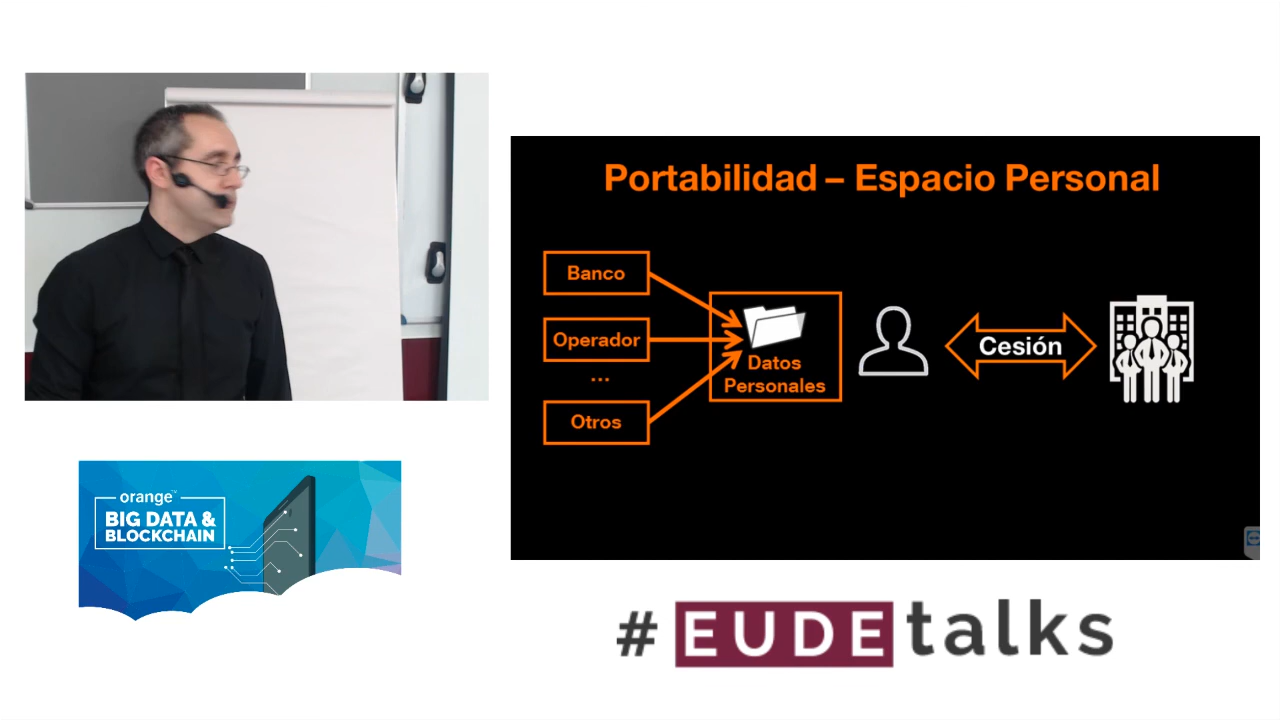 Portabilidad – Espacio Personal
Banco
Operador
...
Otros
Datos
Personales
Cesión
orange™
BIG DATA &
BLOCKCHAIN
#EUDEtalks